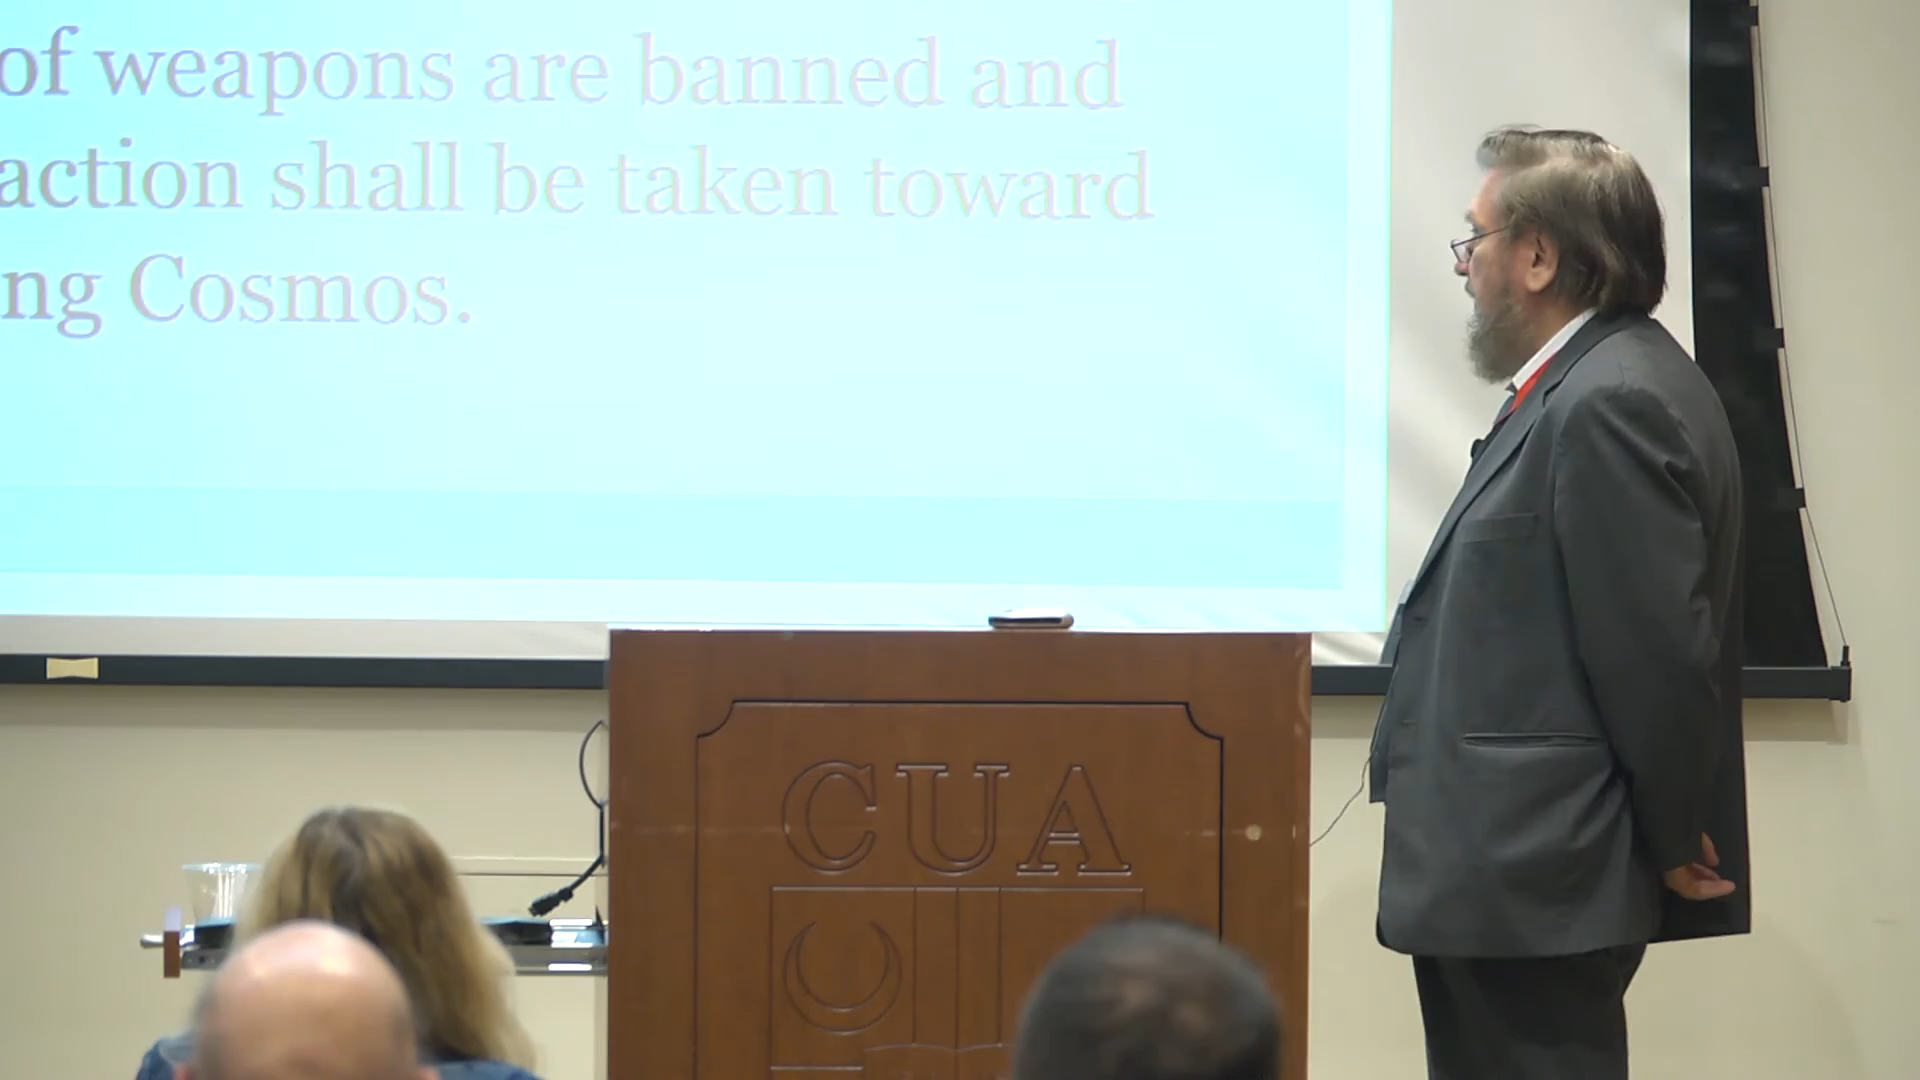 of weapons are banned and
action shall be taken toward
ng Cosmos.
CUA